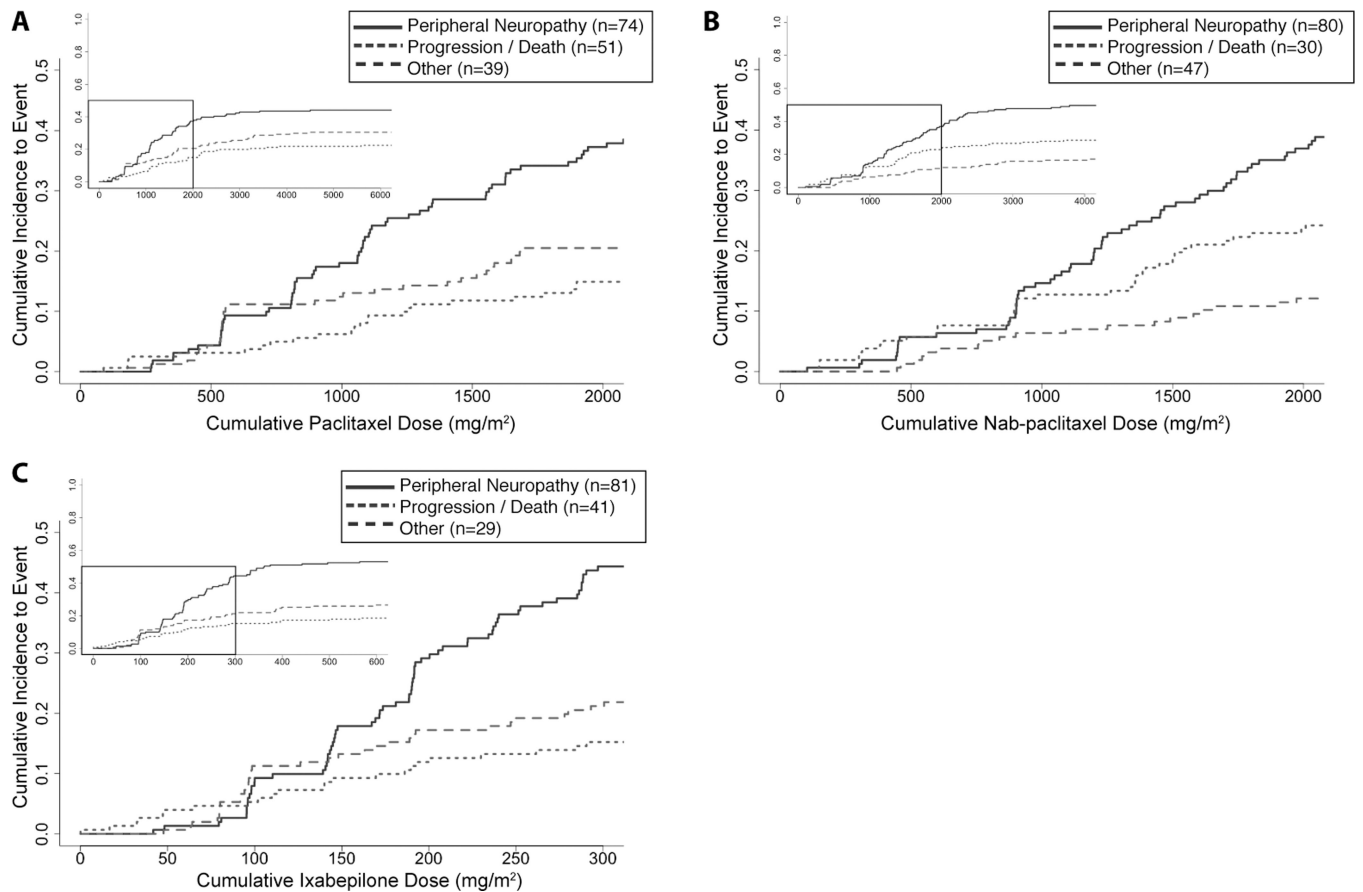 A
Peripheral Neuropathy (n=74)
Progression / Death (n=51)
Other (n=39)
Cumulative Incidence to Event
0.0 0.1 0.2 0.3 0.4 0.5
0.0 0.2 0.4 0.6 0.8 1.0
0 1000 2000 3000 4000 5000 6000
0 500 1000 1500 2000
Cumulative Paclitaxel Dose (mg/m²)
B
Peripheral Neuropathy (n=80)
Progression / Death (n=30)
Other (n=47)
Cumulative Incidence to Event
0.0 0.1 0.2 0.3 0.4 0.5
0.0 0.2 0.4 0.6 0.8 1.0
0 1000 2000 3000 4000
0 500 1000 1500 2000
Cumulative Nab-paclitaxel Dose (mg/m²)
C
Peripheral Neuropathy (n=81)
Progression / Death (n=41)
Other (n=29)
Cumulative Incidence to Event
0.0 0.1 0.2 0.3 0.4 0.5
0.0 0.2 0.4 0.6 0.8 1.0
0 100 200 300 400 500 600
0 50 100 150 200 250 300
Cumulative Ixabepilone Dose (mg/m²)